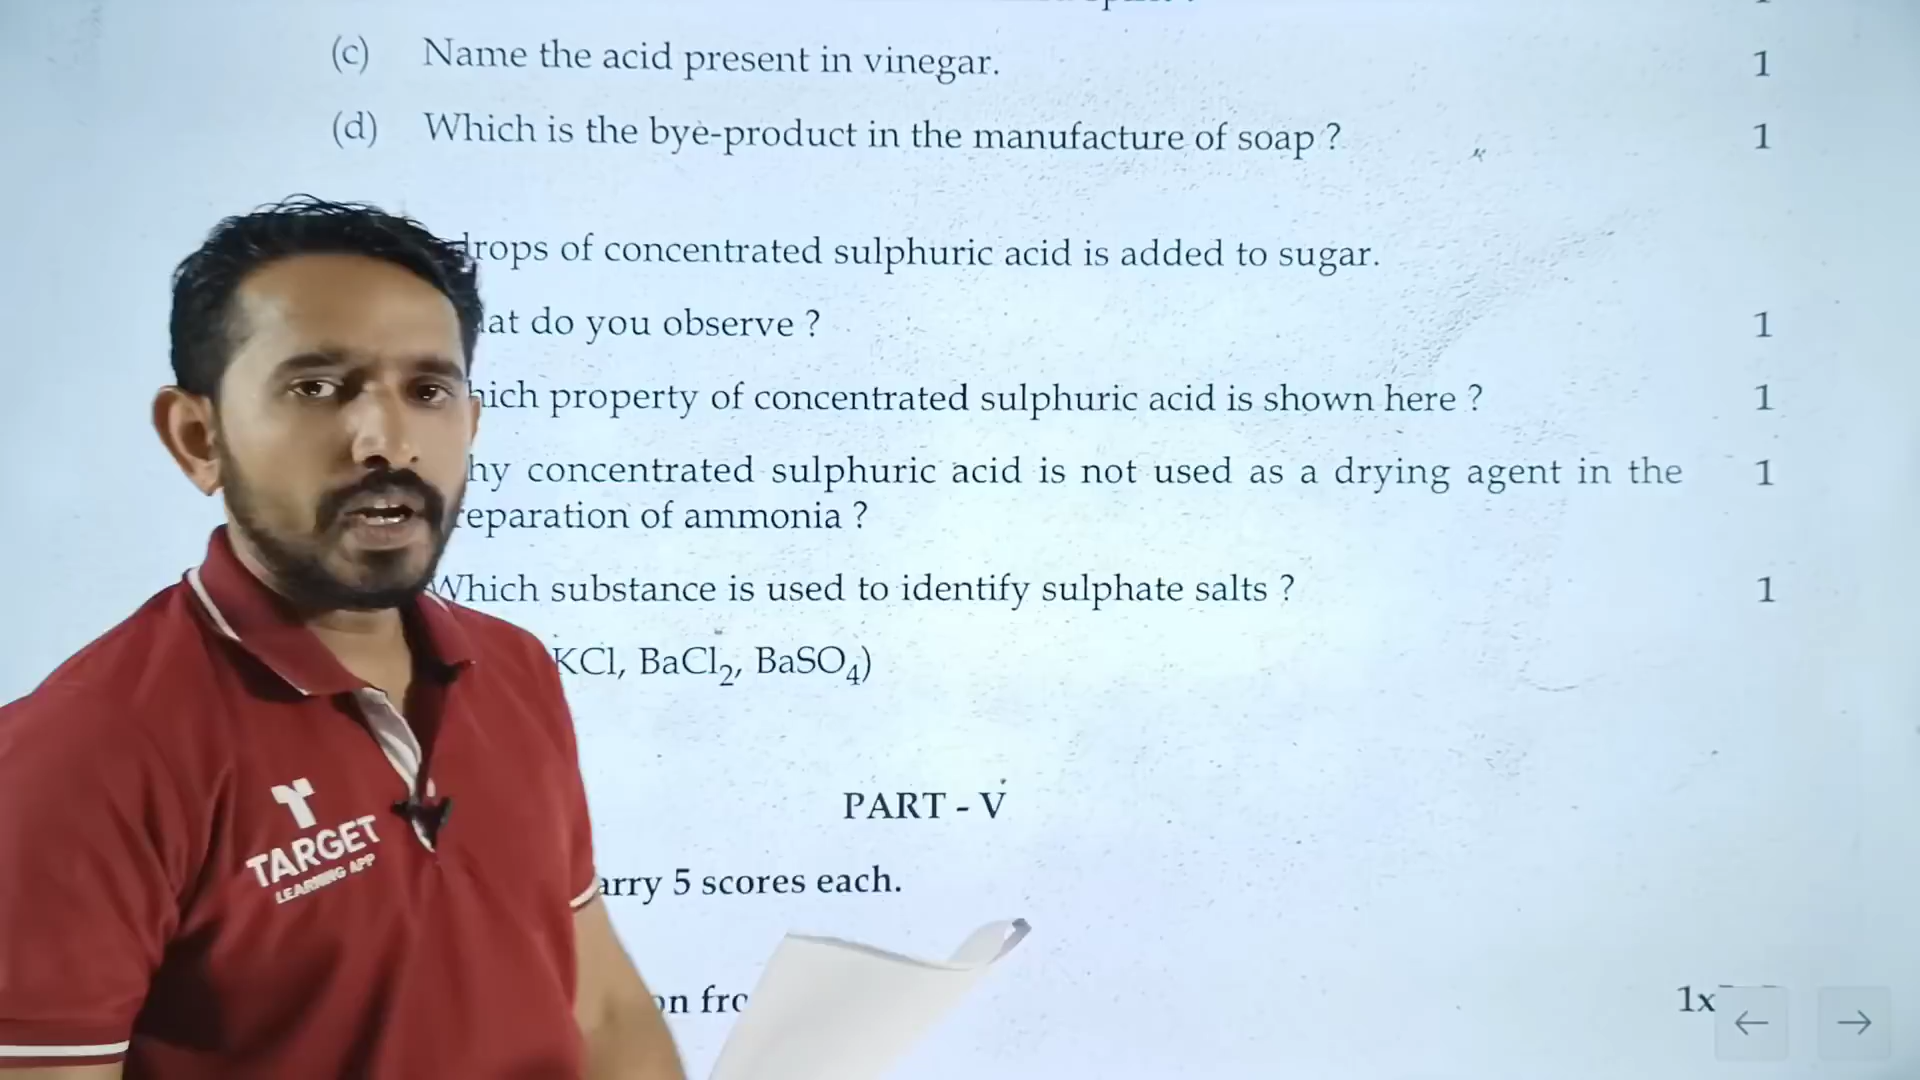 (c) Name the acid present in vinegar. 1
(d) Which is the bye-product in the manufacture of soap ? 1
drops of concentrated sulphuric acid is added to sugar.
at do you observe ? 1
hich property of concentrated sulphuric acid is shown here ? 1
hy concentrated sulphuric acid is not used as a drying agent in the 1
reparation of ammonia ?
Which substance is used to identify sulphate salts ? 1
KCl, BaCl₂, BaSO₄)
PART - V
arry 5 scores each.
on fro
1x
TARGET
LEARNING APP